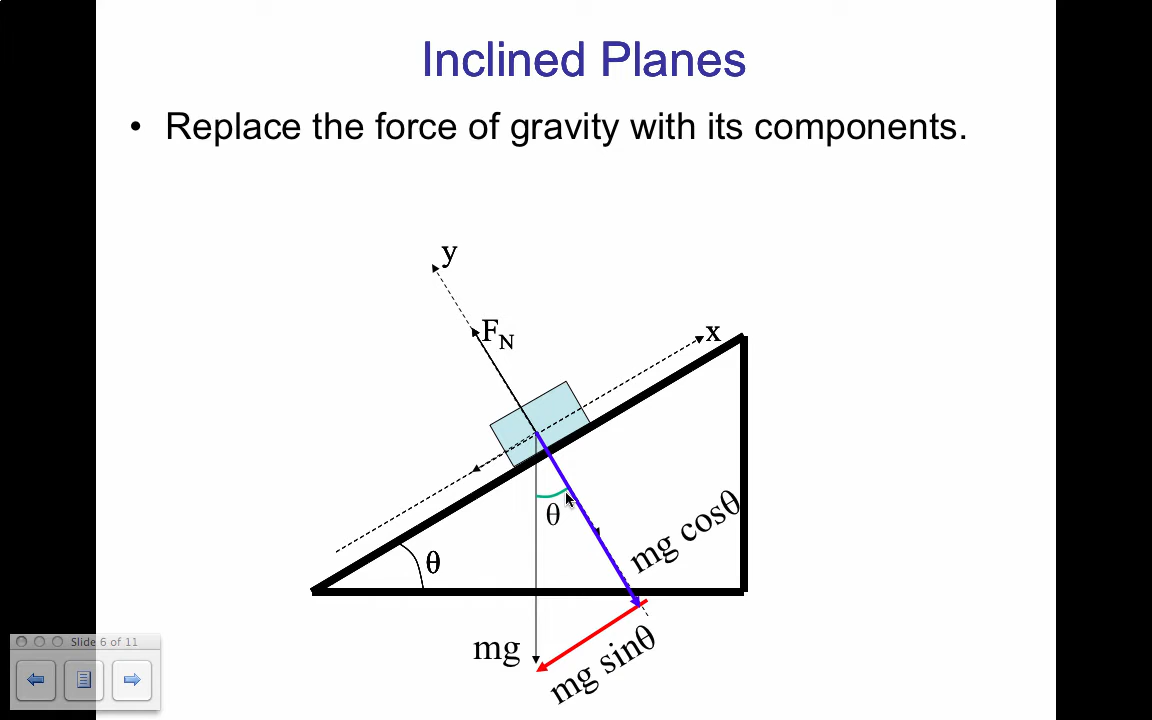 Inclined Planes
• Replace the force of gravity with its components.
y
F_N
x
θ
mg cosθ
θ
mg
mg sinθ
Slide 6 of 11